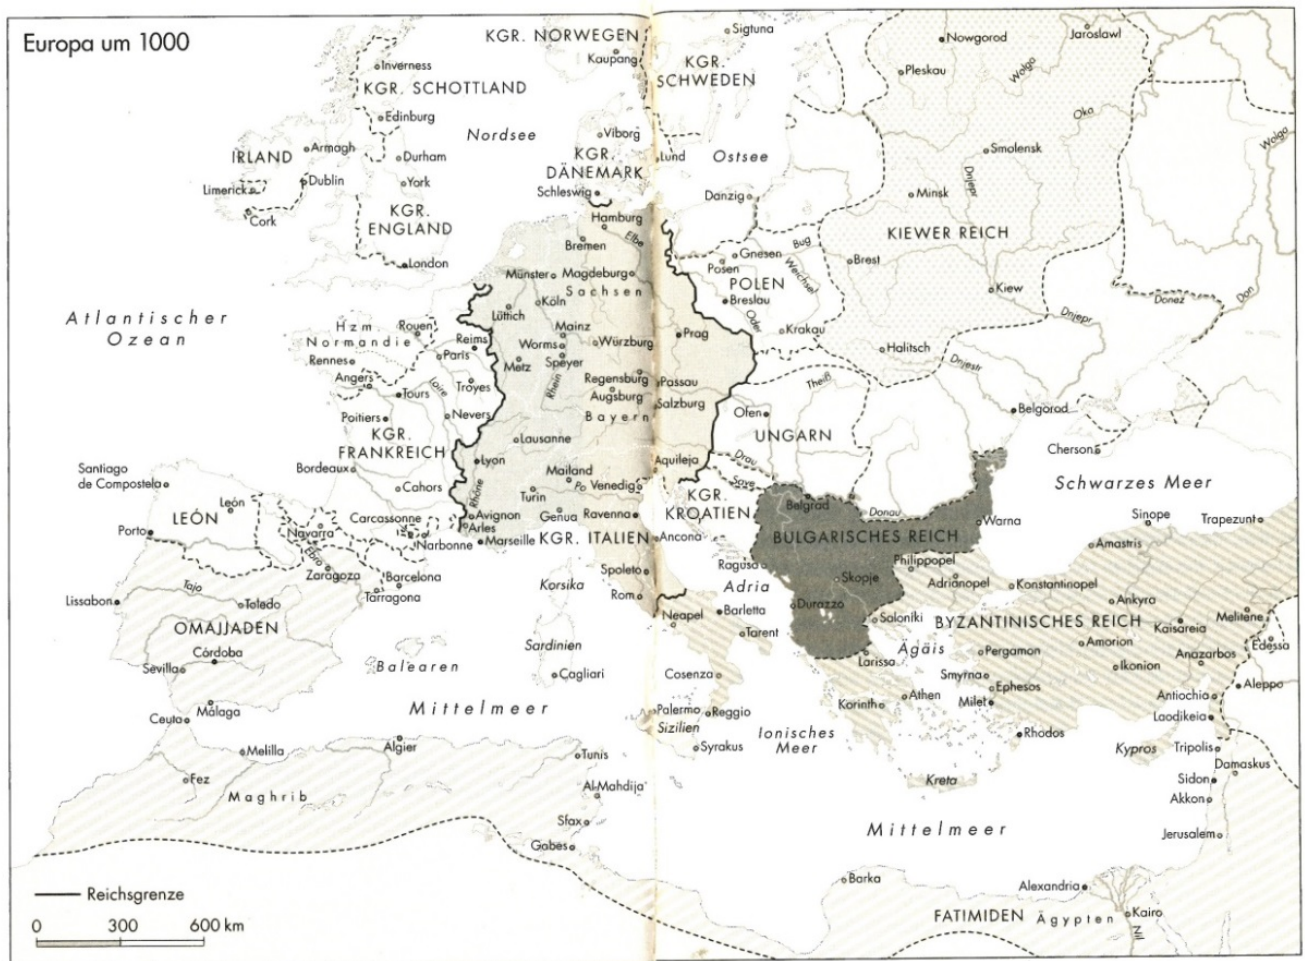 Europa um 1000
KGR. NORWEGEN
Kaupang
Sigtuna
KGR.
SCHWEDEN
Nowgorod
Jaroslawl
Pleskau
Wolga
Inverness
KGR. SCHOTTLAND
Edinburg
Nordsee
Viborg
KGR.
DÄNEMARK
Lund
Ostsee
Oka
Wolga
Smolensk
IRLAND
Armagh
Durham
Limerick
Dublin
York
Schleswig
Danzig
Minsk
Dnjepr
Cork
KGR.
ENGLAND
Hamburg
Elbe
Bremen
KIEWER REICH
London
Münster
Magdeburg
Sachsen
Gnesen
Posen
Bug
Weichsel
Brest
POLEN
Breslau
Oder
Kiew
Donez
Don
Atlantischer
Ozean
Köln
Lüttich
Hzm.
Normandie
Rouen
Reims
Mainz
Worms
Würzburg
Prag
Krakau
Dnjepr
Rennes
Paris
Metz
Speyer
Halitsch
Dnjestr
Angers
Loire
Troyes
Rhein
Regensburg
Passau
Theiß
Tours
Augsburg
Salzburg
Poitiers
Nevers
Bayern
Ofen
Belgorad
KGR.
FRANKREICH
Lausanne
UNGARN
Cherson
Bordeaux
Lyon
Mailand
Aquileja
Drau
Save
Schwarzes Meer
Santiago
de Compostela
Cahors
Rhône
Turin
Po
Venedig
KGR.
KROATIEN
Belgrad
Donau
León
LEÓN
Porto
Navarra
Carcassonne
Avignon
Arles
Genua
Ravenna
Warna
Sinope
Trapezunt
Narbonne
Marseille
KGR. ITALIEN
Ancona
BULGARISCHES REICH
Amastris
Ebro
Zaragoza
Barcelona
Tarragona
Korsika
Spoleto
Ragusa
Adria
Skopje
Philippopel
Adrianopel
Konstantinopel
Tajo
Lissabon
Toledo
Rom
Neapel
Barletta
Durazzo
Saloniki
Ankyra
OMAJJADEN
Tarent
BYZANTINISCHES REICH
Kaisareia
Melitene
Córdoba
Sevilla
Balearen
Sardinien
Cagliari
Cosenza
Larissa
Ägäis
Pergamon
Amorion
Edessa
Anazarbos
Ikonion
Smyrna
Ephesos
Aleppo
Málaga
Ceuta
Mittelmeer
Palermo
Reggio
Sizilien
Korinth
Athen
Milet
Antiochia
Laodikeia
Melilla
Algier
Tunis
Syrakus
Ionisches
Meer
Rhodos
Kypros
Tripolis
Damaskus
Fez
Maghrib
Al-Mahdija
Kreta
Sidon
Akkon
Sfax
Mittelmeer
Jerusalem
Gabes
Barka
Alexandria
Reichsgrenze
FATIMIDEN
Ägypten
Kairo
Nil
0 300 600 km